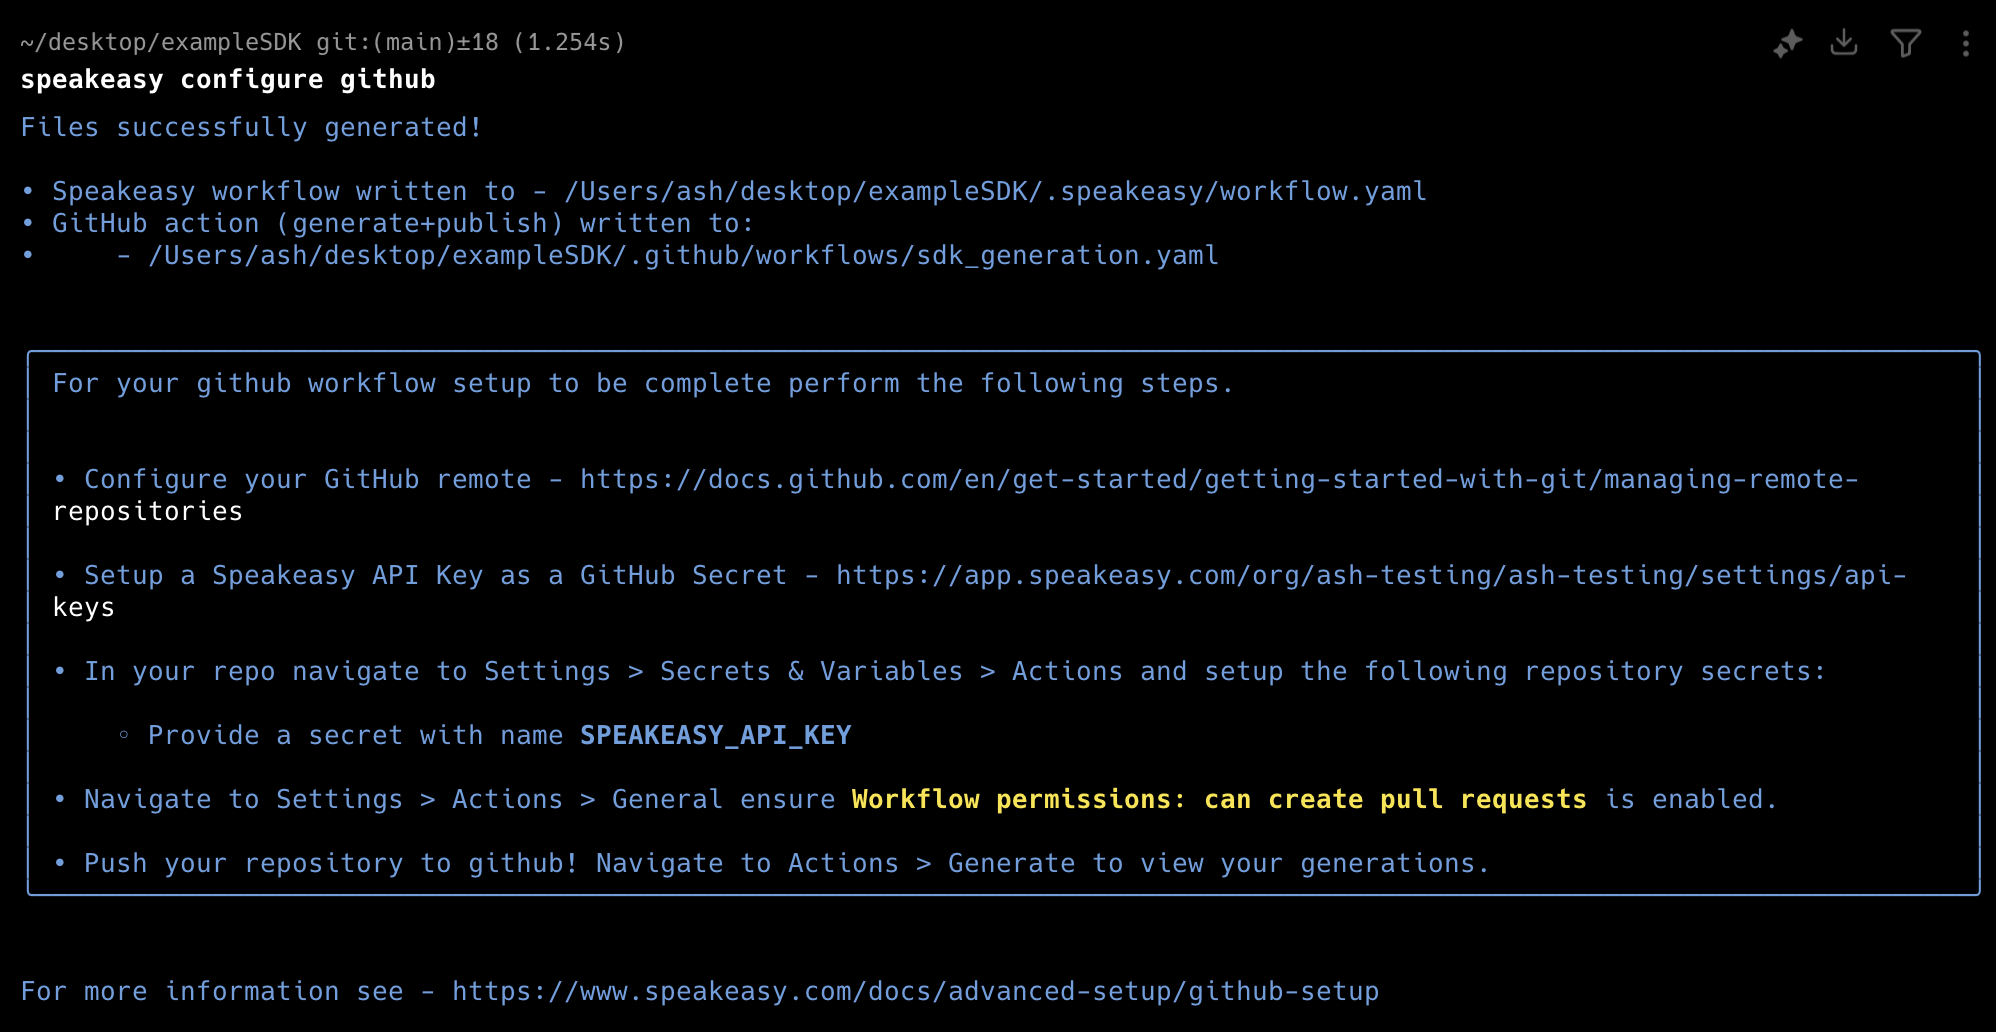 ~/desktop/exampleSDK git:(main)±18 (1.254s)
speakeasy configure github
Files successfully generated!
• Speakeasy workflow written to - /Users/ash/desktop/exampleSDK/.speakeasy/workflow.yaml
• GitHub action (generate+publish) written to:
•     - /Users/ash/desktop/exampleSDK/.github/workflows/sdk_generation.yaml
For your github workflow setup to be complete perform the following steps.
• Configure your GitHub remote - https://docs.github.com/en/get-started/getting-started-with-git/managing-remote-
repositories
• Setup a Speakeasy API Key as a GitHub Secret - https://app.speakeasy.com/org/ash-testing/ash-testing/settings/api-
keys
• In your repo navigate to Settings > Secrets & Variables > Actions and setup the following repository secrets:
◦ Provide a secret with name SPEAKEASY_API_KEY
• Navigate to Settings > Actions > General ensure Workflow permissions: can create pull requests is enabled.
• Push your repository to github! Navigate to Actions > Generate to view your generations.
For more information see - https://www.speakeasy.com/docs/advanced-setup/github-setup